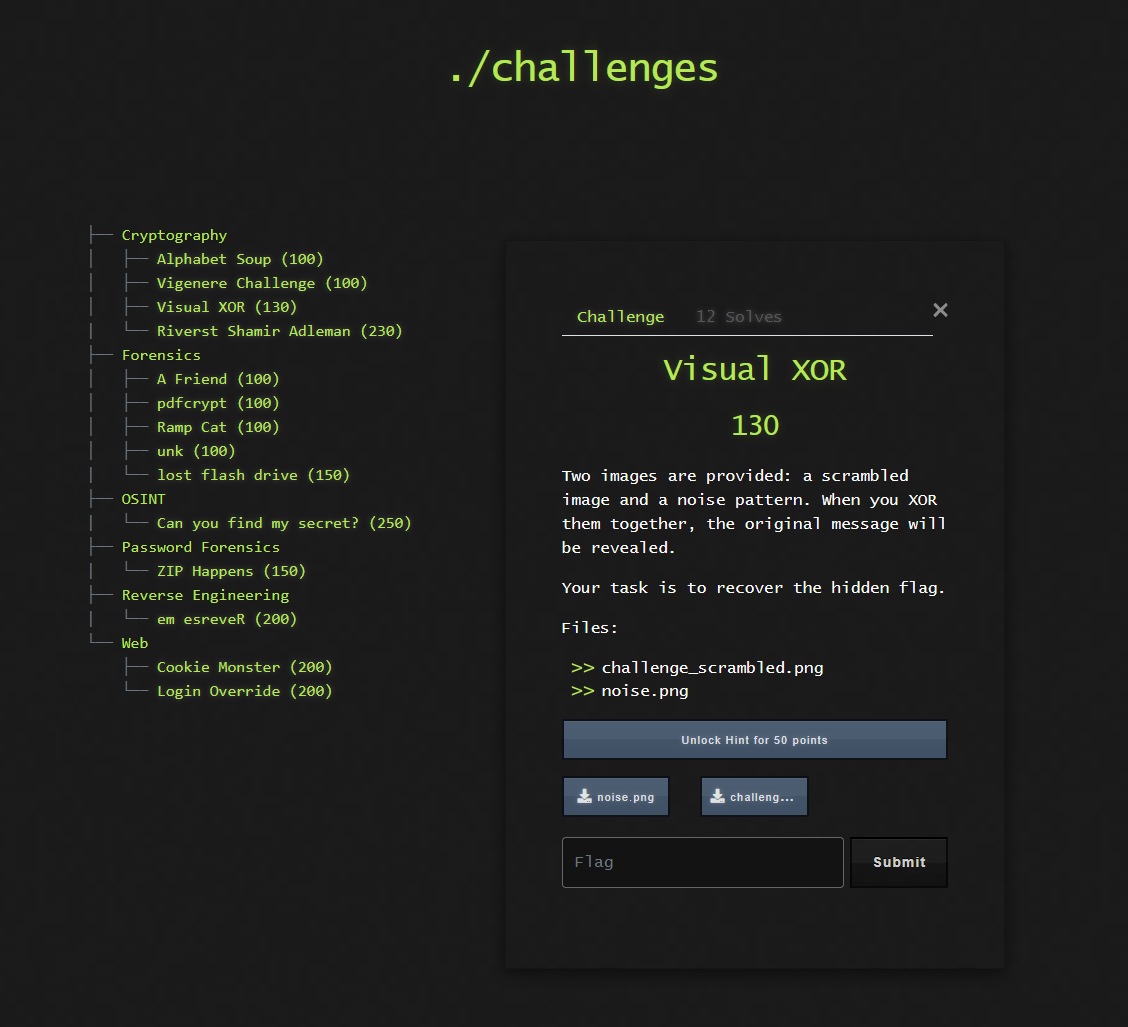 ./challenges
├── Cryptography
│   ├── Alphabet Soup (100)
│   ├── Vigenere Challenge (100)
│   ├── Visual XOR (130)
│   └── Riverst Shamir Adleman (230)
├── Forensics
│   ├── A Friend (100)
│   ├── pdfcrypt (100)
│   ├── Ramp Cat (100)
│   ├── unk (100)
│   └── lost flash drive (150)
├── OSINT
│   └── Can you find my secret? (250)
├── Password Forensics
│   └── ZIP Happens (150)
├── Reverse Engineering
│   └── em esreveR (200)
└── Web
    ├── Cookie Monster (200)
    └── Login Override (200)
Challenge 12 Solves ×
Visual XOR
130
Two images are provided: a scrambled
image and a noise pattern. When you XOR
them together, the original message will
be revealed.
Your task is to recover the hidden flag.
Files:
>> challenge_scrambled.png
>> noise.png
Unlock Hint for 50 points
noise.png challeng...
Flag Submit